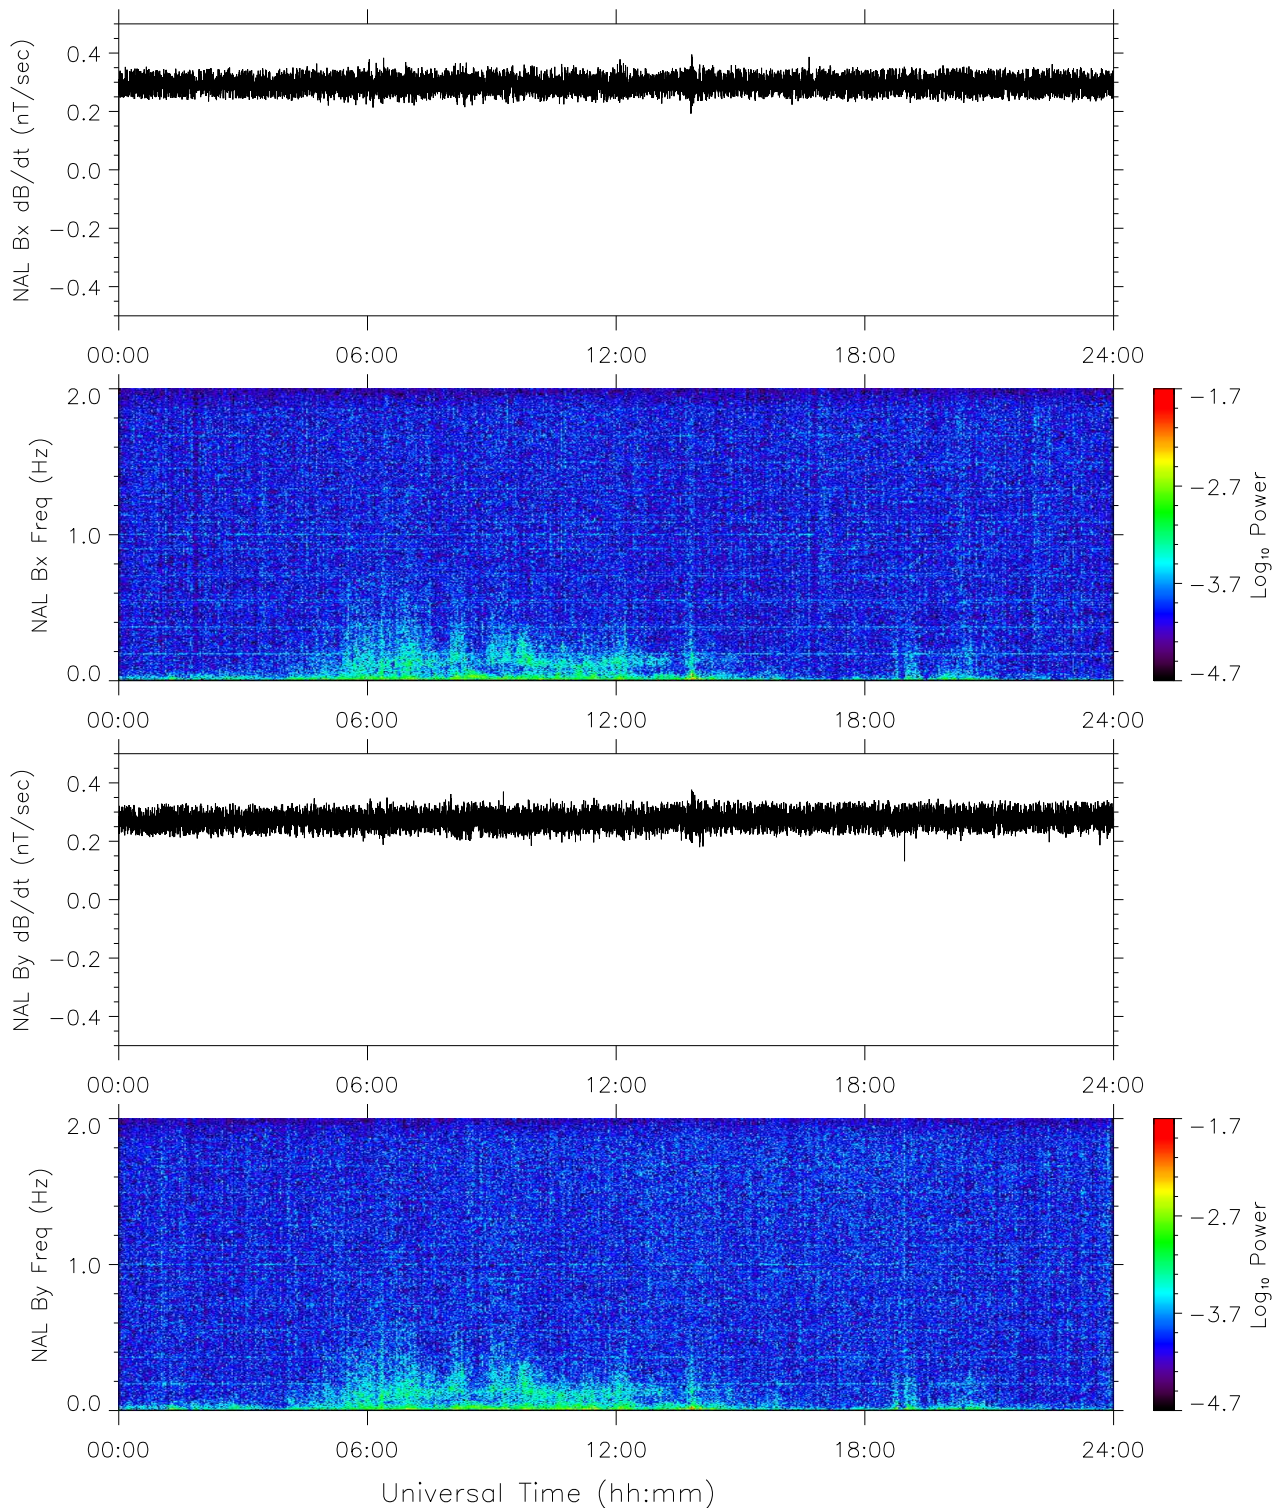 NAL Bx dB/dt (nT/sec)
0.4
0.2
0.0
−0.2
−0.4
00:00 06:00 12:00 18:00 24:00
NAL Bx Freq (Hz)
2.0
1.0
0.0
−1.7
−2.7
−3.7
−4.7
Log₁₀ Power
00:00 06:00 12:00 18:00 24:00
NAL By dB/dt (nT/sec)
0.4
0.2
0.0
−0.2
−0.4
00:00 06:00 12:00 18:00 24:00
NAL By Freq (Hz)
2.0
1.0
0.0
−1.7
−2.7
−3.7
−4.7
Log₁₀ Power
00:00 06:00 12:00 18:00 24:00
Universal Time (hh:mm)